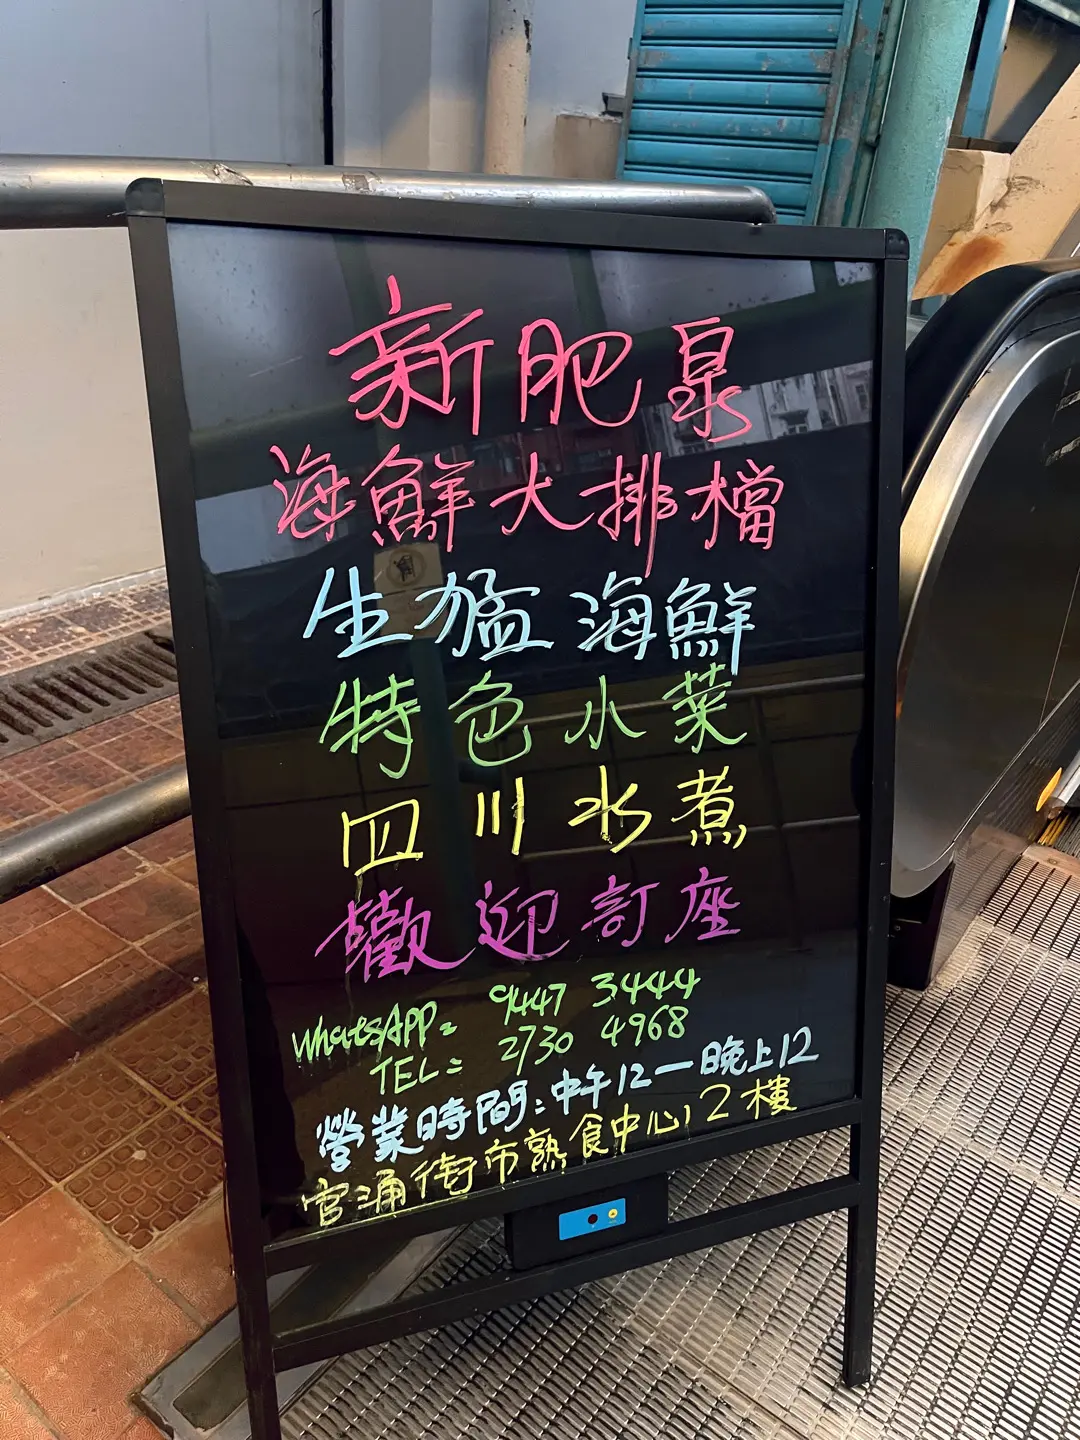 新肥泉
海鮮大排檔
生猛海鮮
特色小菜
四川水煮
歡迎訂座
WhatsAPP= 9447 3444
TEL= 2730 4968
營業時間:中午12一晚上12
官涌街市熟食中心2樓